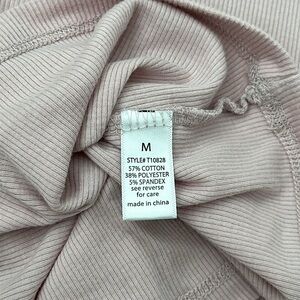 M
STYLE# T10828
57% COTTON
38% POLYESTER
5% SPANDEX
see reverse
for care
made in china